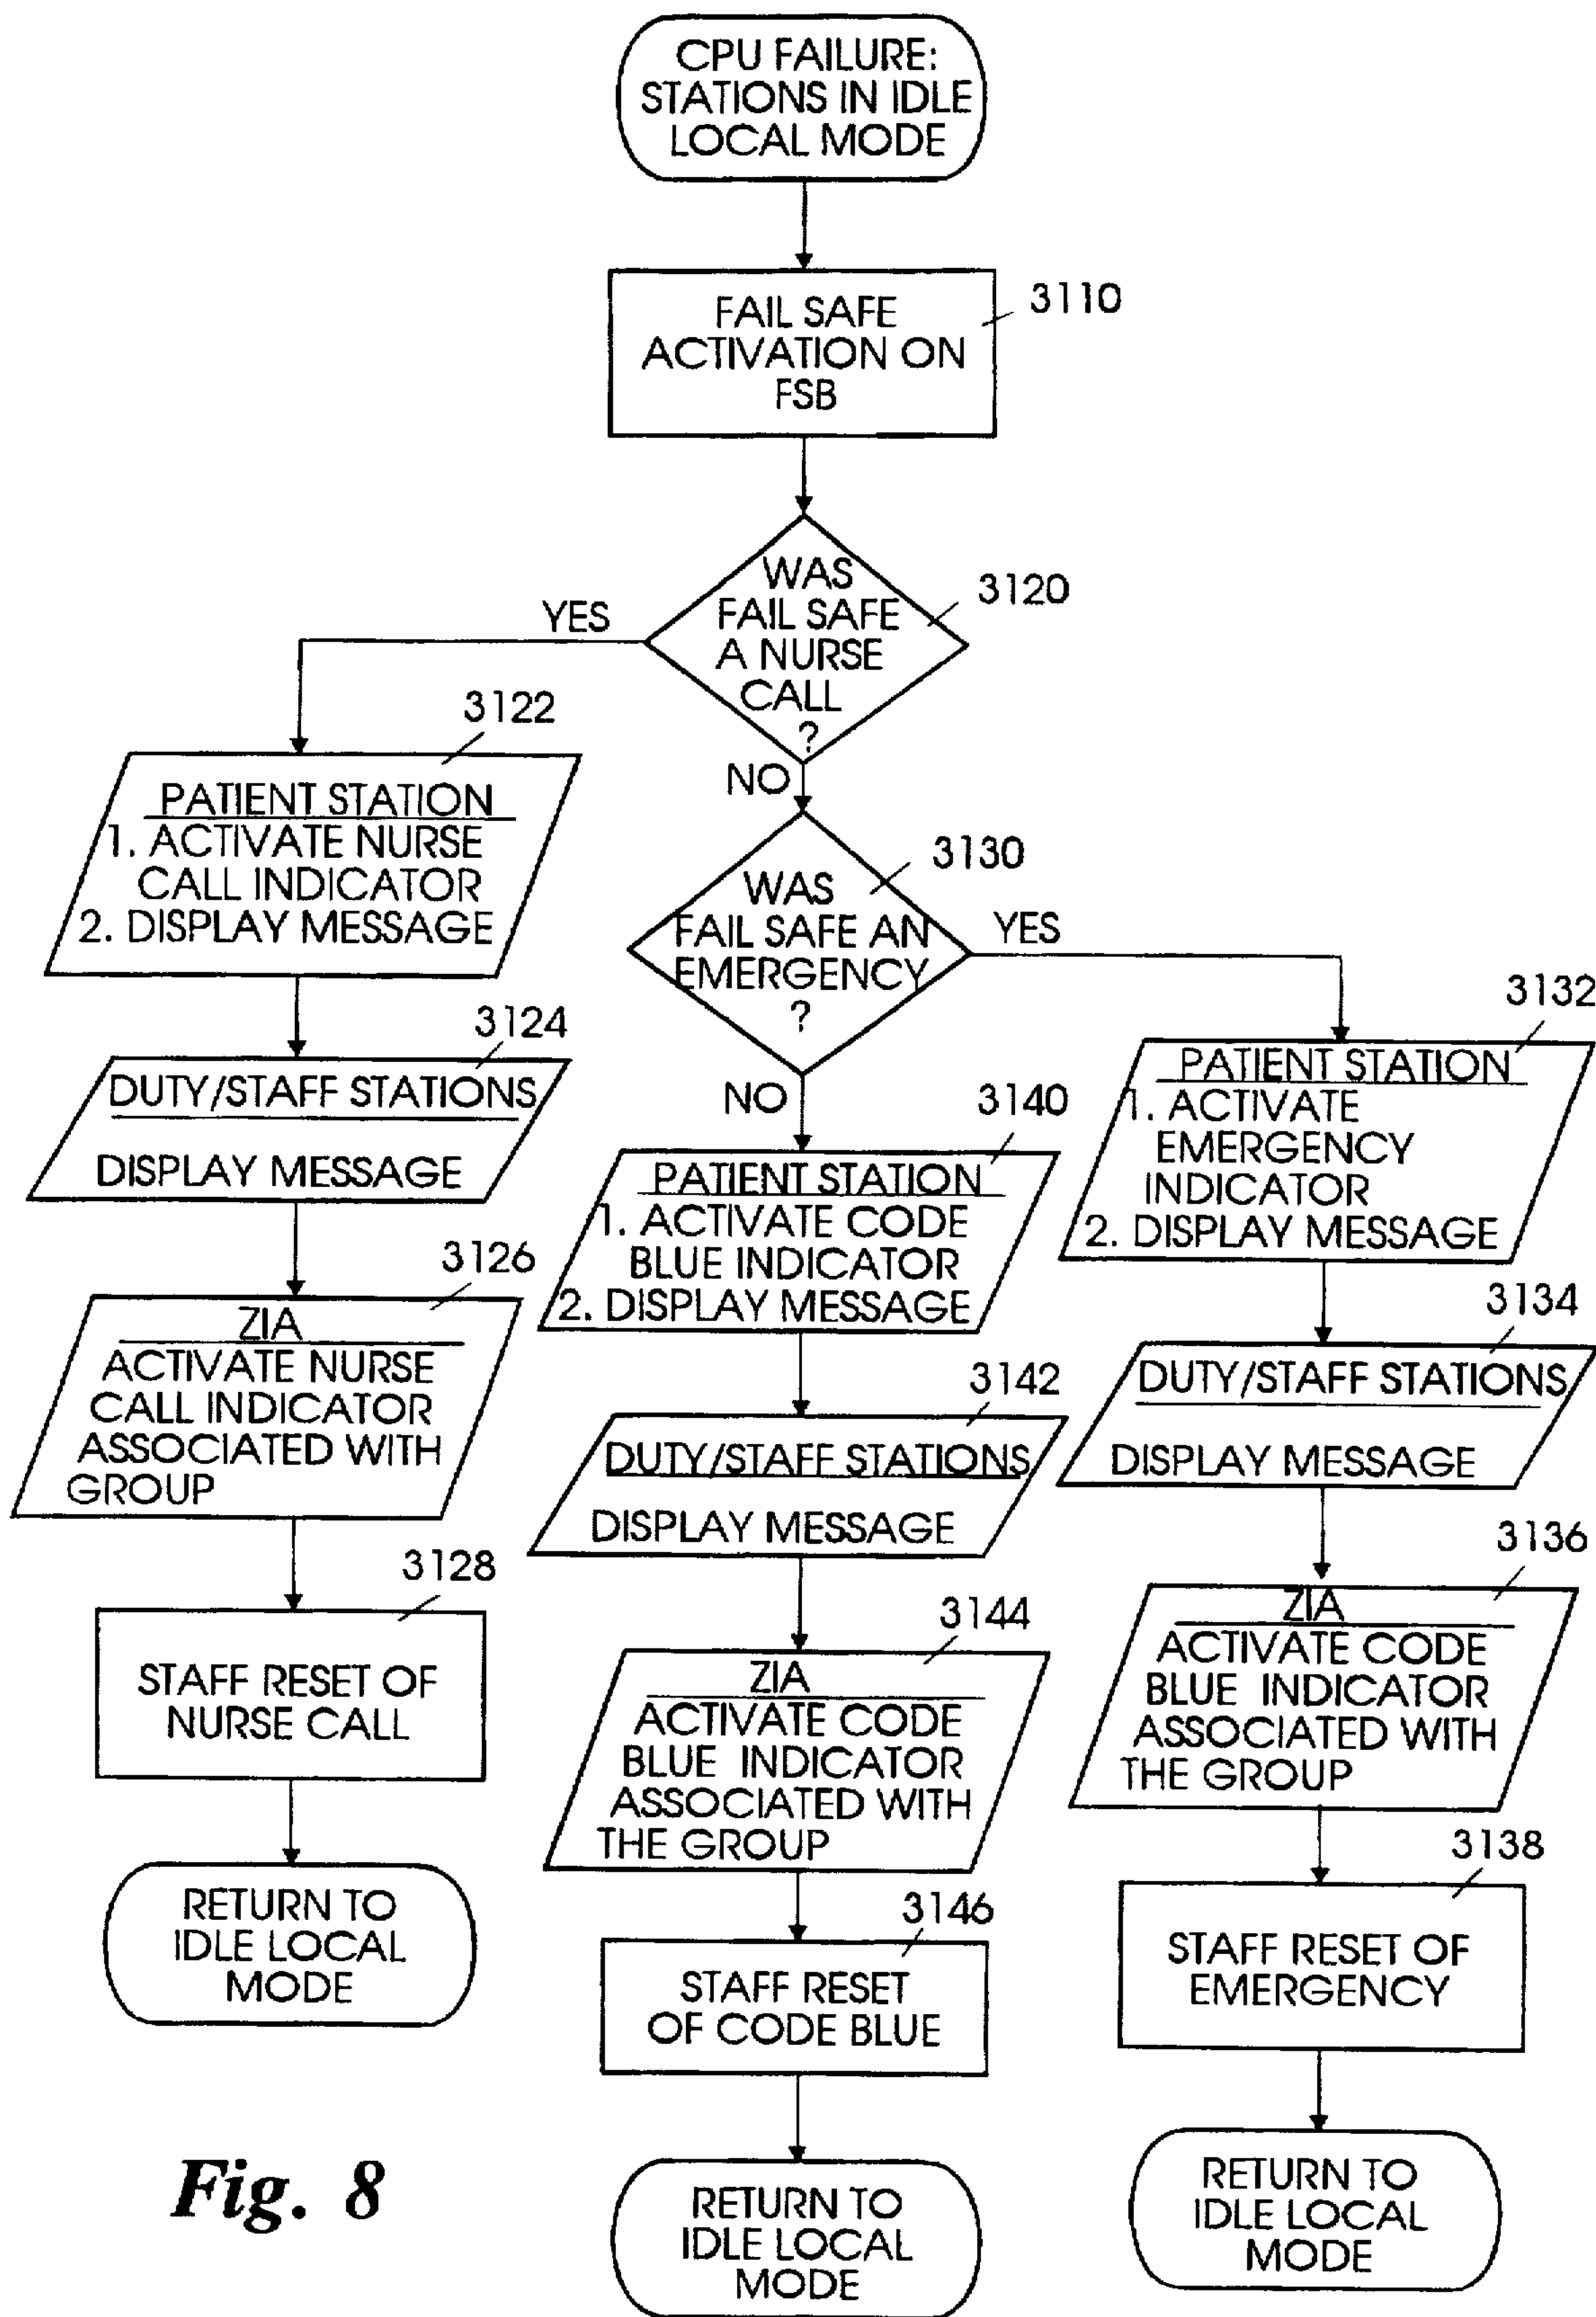 CPU FAILURE:
STATIONS IN IDLE
LOCAL MODE
FAIL SAFE
ACTIVATION ON
FSB
3110
WAS
FAIL SAFE
A NURSE
CALL
?
3120
YES
NO
3122
PATIENT STATION
1. ACTIVATE NURSE
CALL INDICATOR
2. DISPLAY MESSAGE
3124
DUTY/STAFF STATIONS
DISPLAY MESSAGE
3126
ZIA
ACTIVATE NURSE
CALL INDICATOR
ASSOCIATED WITH
GROUP
3128
STAFF RESET OF
NURSE CALL
RETURN TO
IDLE LOCAL
MODE
3130
WAS
FAIL SAFE AN
EMERGENCY
?
YES
NO
3140
PATIENT STATION
1. ACTIVATE CODE
BLUE INDICATOR
2. DISPLAY MESSAGE
3142
DUTY/STAFF STATIONS
DISPLAY MESSAGE
3144
ZIA
ACTIVATE CODE
BLUE INDICATOR
ASSOCIATED WITH
THE GROUP
3146
STAFF RESET
OF CODE BLUE
RETURN TO
IDLE LOCAL
MODE
3132
PATIENT STATION
1. ACTIVATE
EMERGENCY
INDICATOR
2. DISPLAY MESSAGE
3134
DUTY/STAFF STATIONS
DISPLAY MESSAGE
3136
ZIA
ACTIVATE CODE
BLUE INDICATOR
ASSOCIATED WITH
THE GROUP
3138
STAFF RESET OF
EMERGENCY
RETURN TO
IDLE LOCAL
MODE
Fig. 8